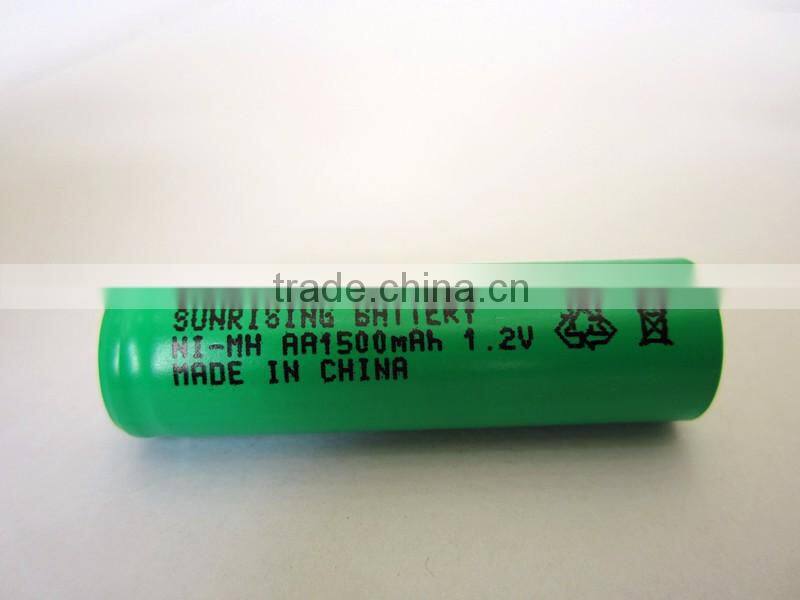 trade.china.cn
SUNRISING BATTERY
NI-MH AA1500mAh 1.2V
MADE IN CHINA